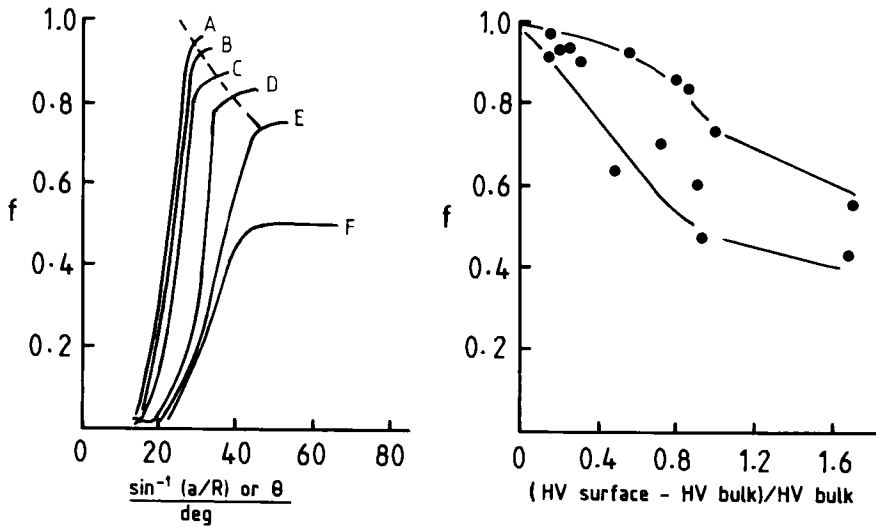 1.0
0.8
0.6
0.4
0.2
f
A
B
C
D
E
F
0 20 40 60 80
sin⁻¹ (a/R) or θ
deg
1.0
0.8
0.6
0.4
0.2
f
0 0.4 0.8 1.2 1.6
(HV surface - HV bulk)/HV bulk